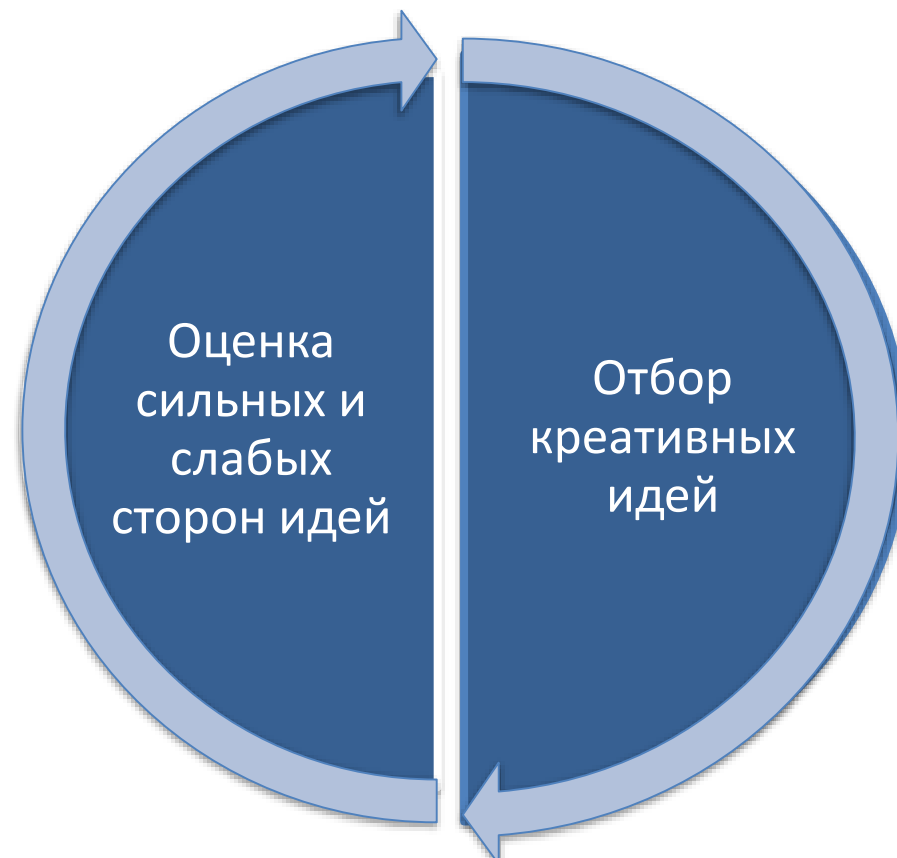 Оценка
сильных и
слабых
сторон идей
Отбор
креативных
идей